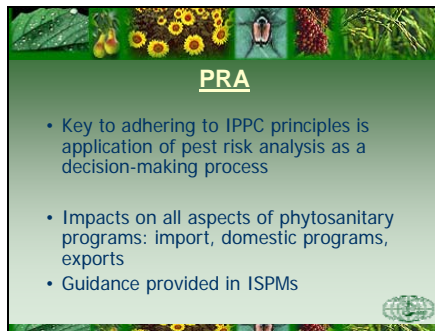 PRA
• Key to adhering to IPPC principles is
application of pest risk analysis as a
decision-making process
• Impacts on all aspects of phytosanitary
programs: import, domestic programs,
exports
• Guidance provided in ISPMs